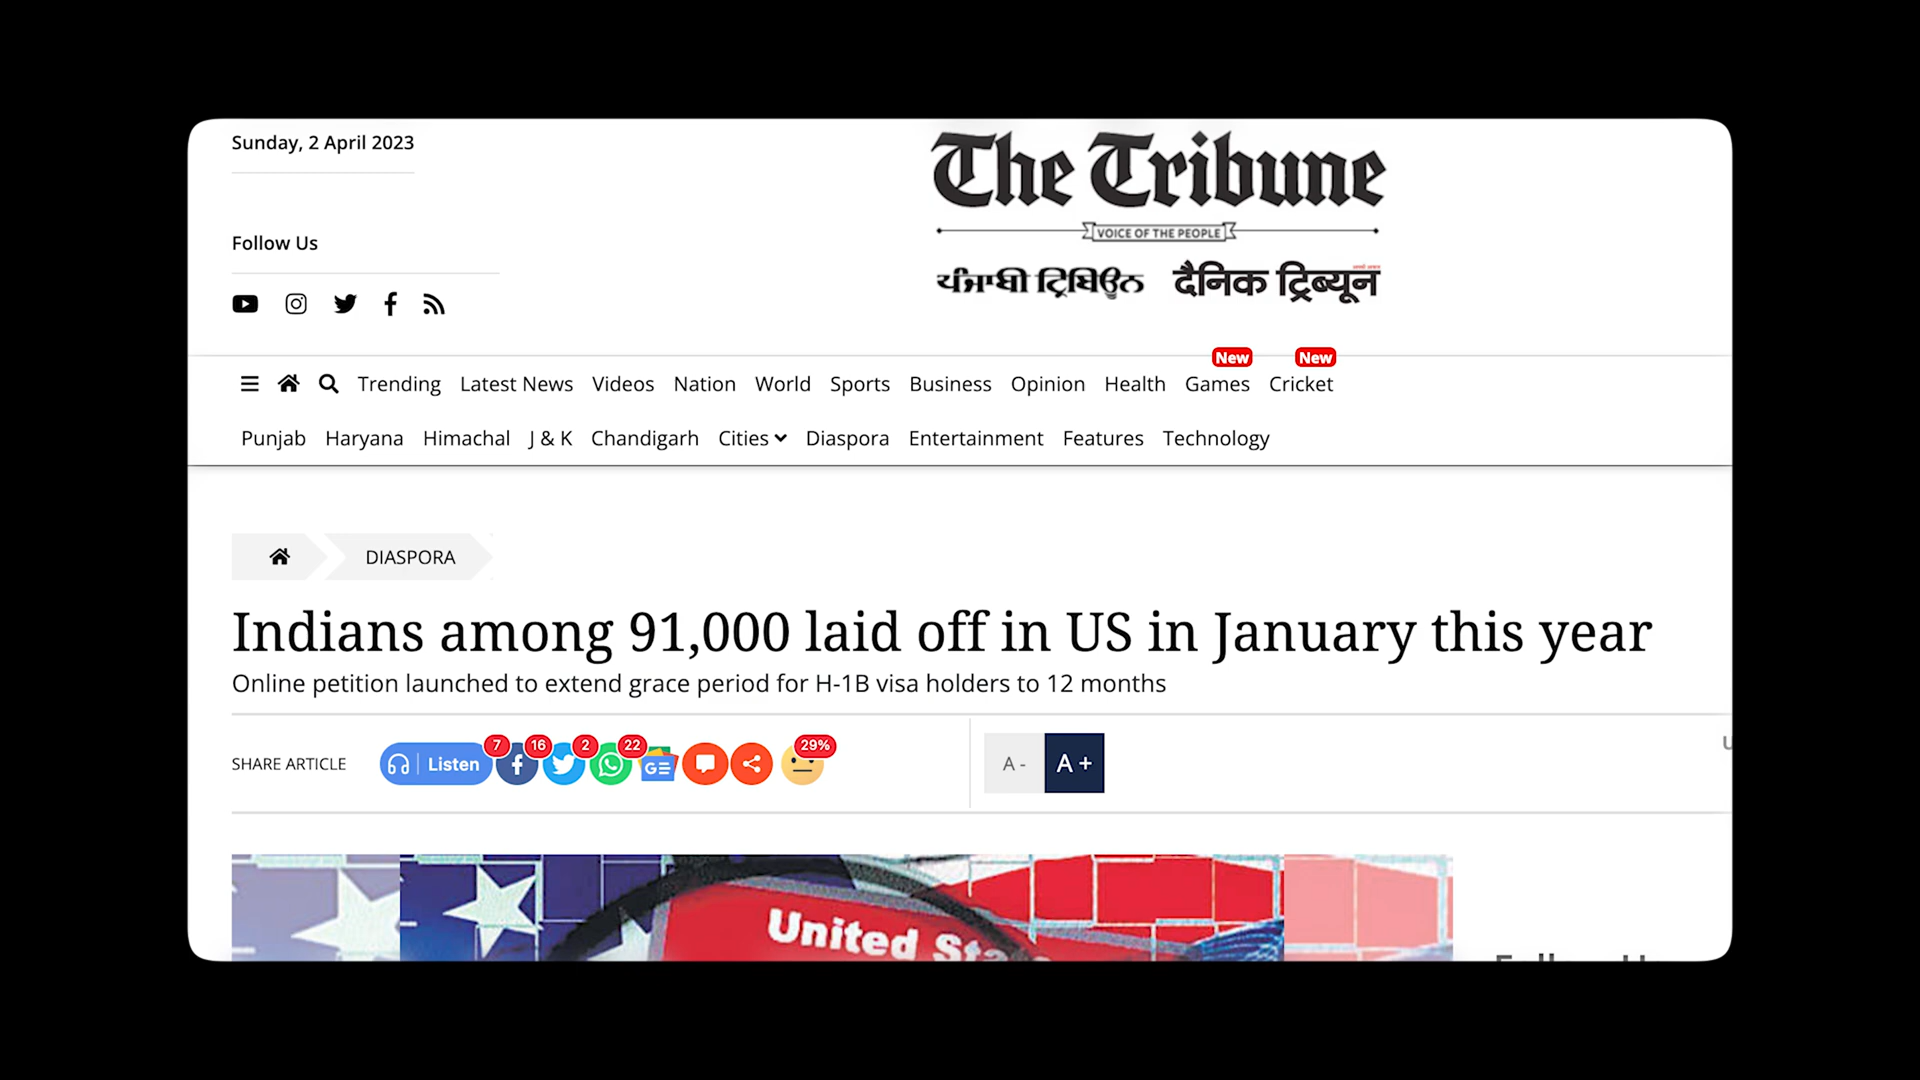 Sunday, 2 April 2023
The Tribune
VOICE OF THE PEOPLE
ਪੰਜਾਬੀ ਟ੍ਰਿਬਿਊਨ दैनिक ट्रिब्यून
Follow Us
New New
Trending Latest News Videos Nation World Sports Business Opinion Health Games Cricket
Punjab Haryana Himachal J & K Chandigarh Cities Diaspora Entertainment Features Technology
DIASPORA
Indians among 91,000 laid off in US in January this year
Online petition launched to extend grace period for H-1B visa holders to 12 months
7 16 2 22 29%
SHARE ARTICLE Listen GE A - A +
United Sta